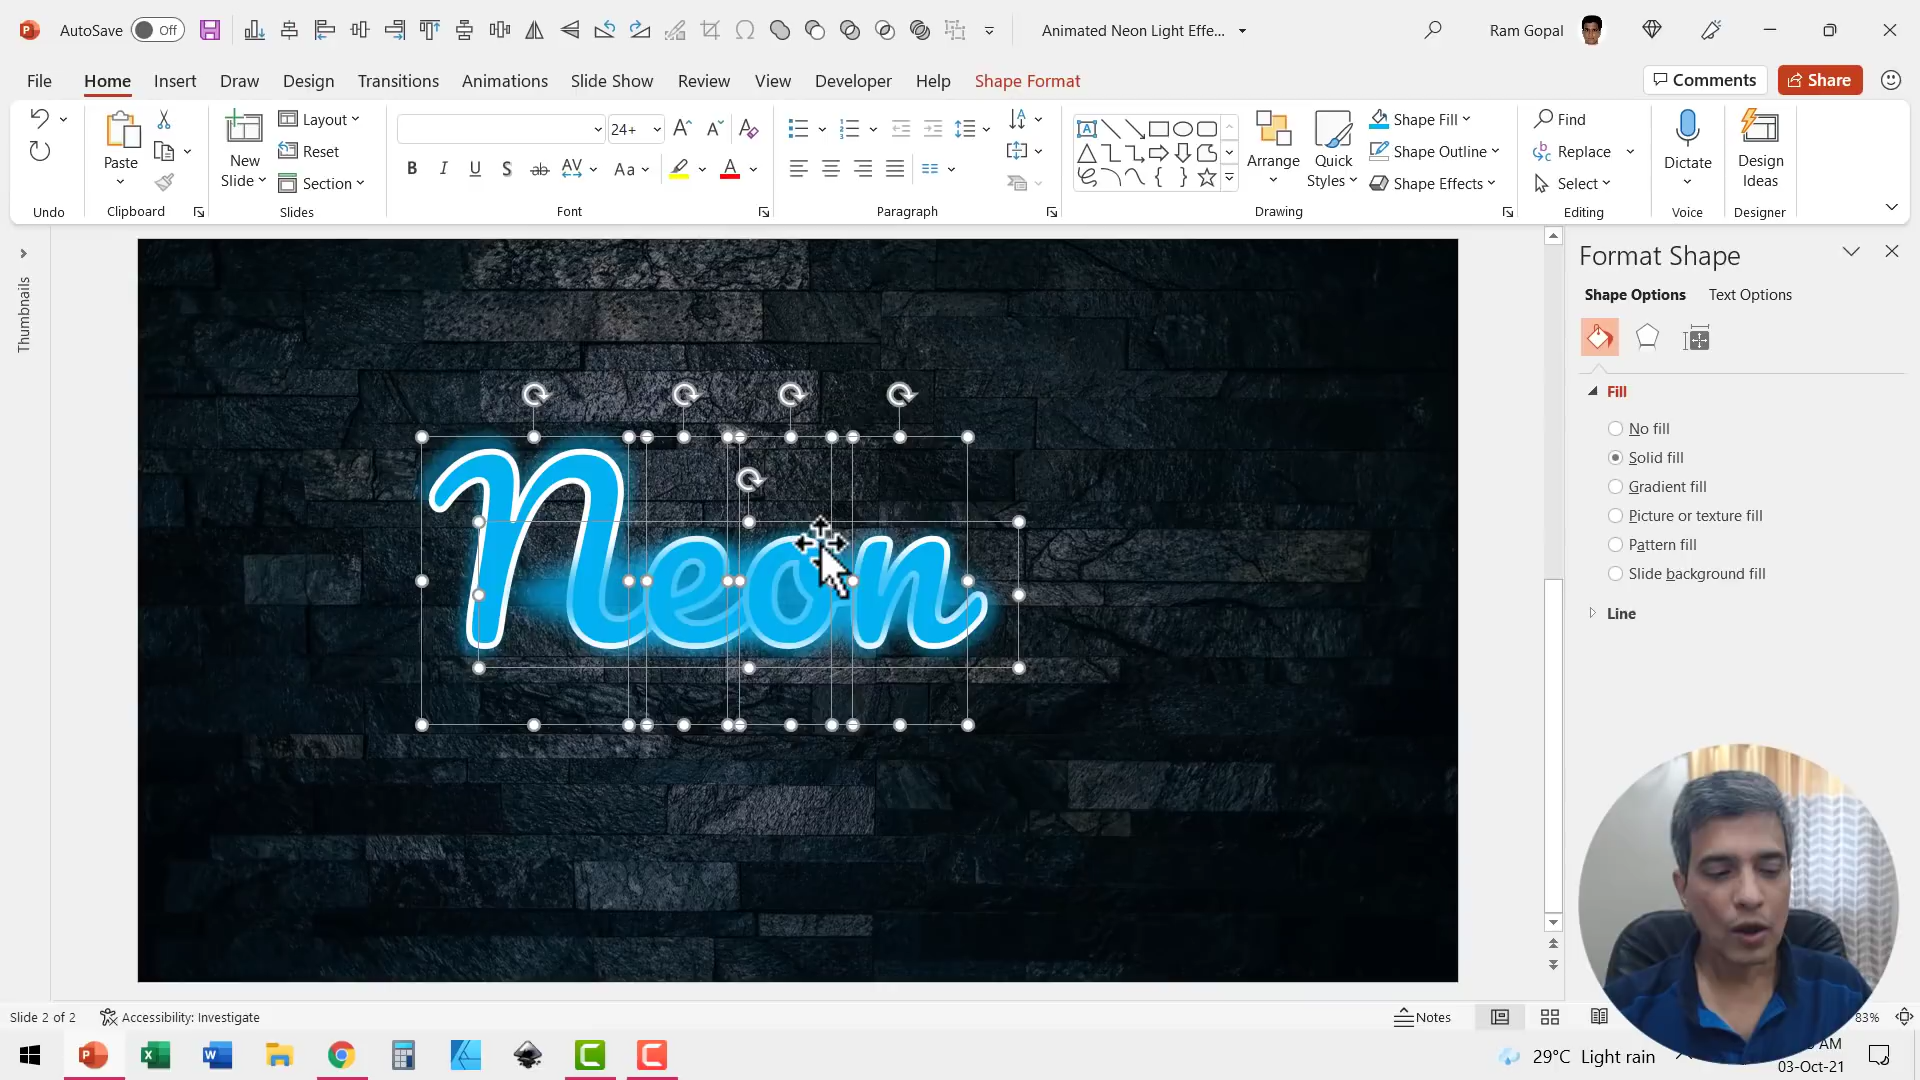 AutoSave Off
Animated Neon Light Effe...
Ram Gopal
File Home Insert Draw Design Transitions Animations Slide Show Review View Developer Help Shape Format
Comments Share
Undo
Paste
Clipboard
New
Slide
Layout
Reset
Section
Slides
24+
B I U S ab AV Aa A
Font
Paragraph
Arrange
Quick
Styles
Shape Fill
Shape Outline
Shape Effects
Drawing
Find
Replace
Select
Editing
Dictate
Voice
Design
Ideas
Designer
Thumbnails
Neon
Format Shape
Shape Options Text Options
Fill
No fill
Solid fill
Gradient fill
Picture or texture fill
Pattern fill
Slide background fill
Line
Slide 2 of 2 Accessibility: Investigate
Notes
83%
29°C Light rain
AM
03-Oct-21